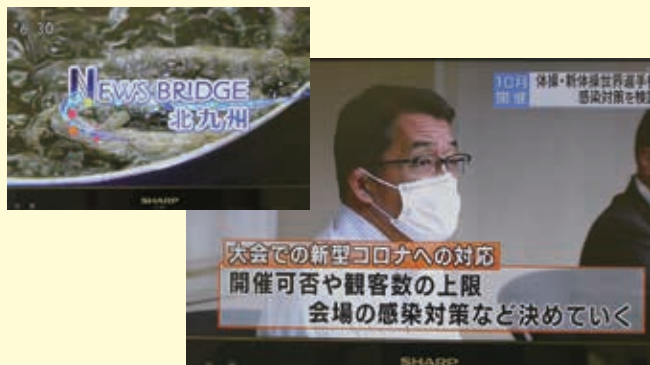 6:30
NEWS BRIDGE
北九州
SHARP
10月
開催
体操・新体操世界選手
感染対策を検
大会での新型コロナへの対応
開催可否や観客数の上限
会場の感染対策など決めていく
SHARP